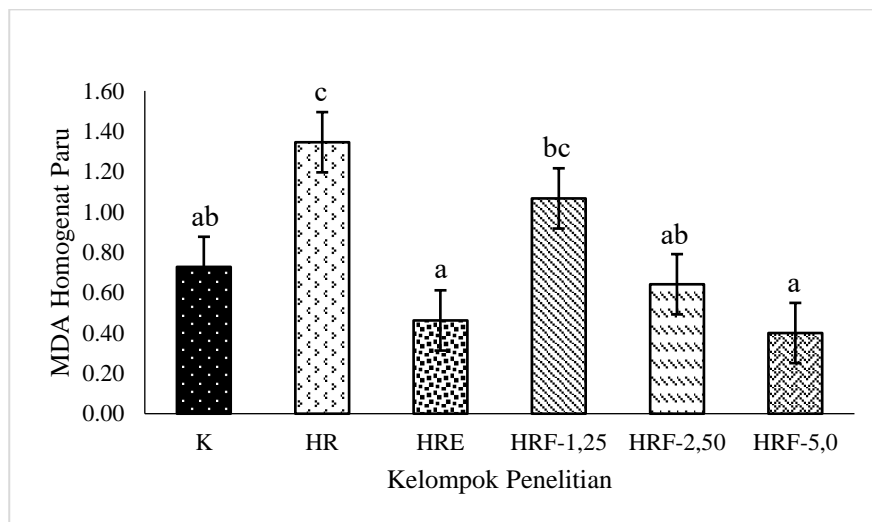 MDA Homogenat Paru
1.60
1.40
1.20
1.00
0.80
0.60
0.40
0.20
0.00
ab
c
a
bc
ab
a
K HR HRE HRF-1,25 HRF-2,50 HRF-5,0
Kelompok Penelitian